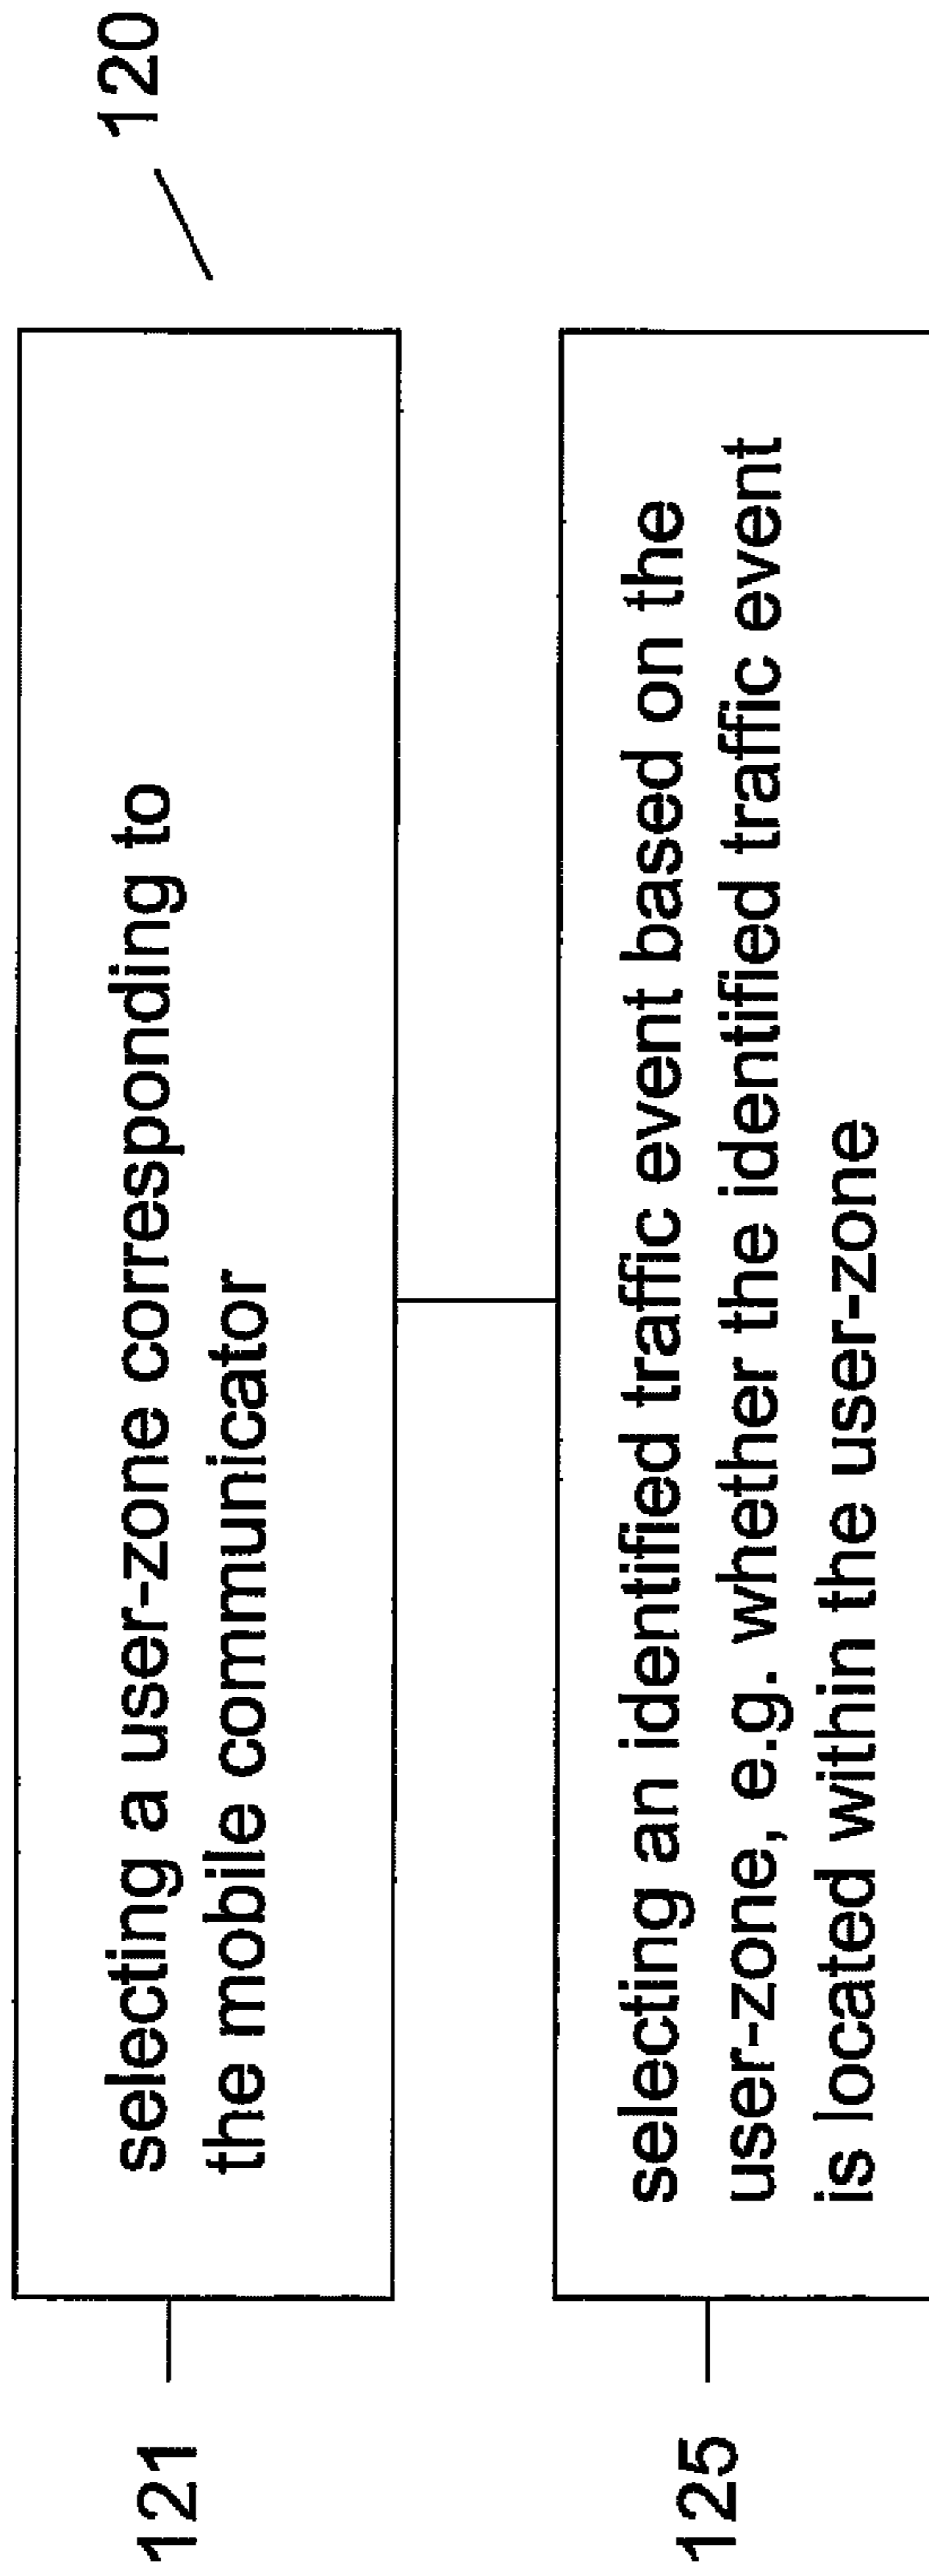 120
121
selecting a user-zone corresponding to
the mobile communicator
125
selecting an identified traffic event based on the
user-zone, e.g. whether the identified traffic event
is located within the user-zone